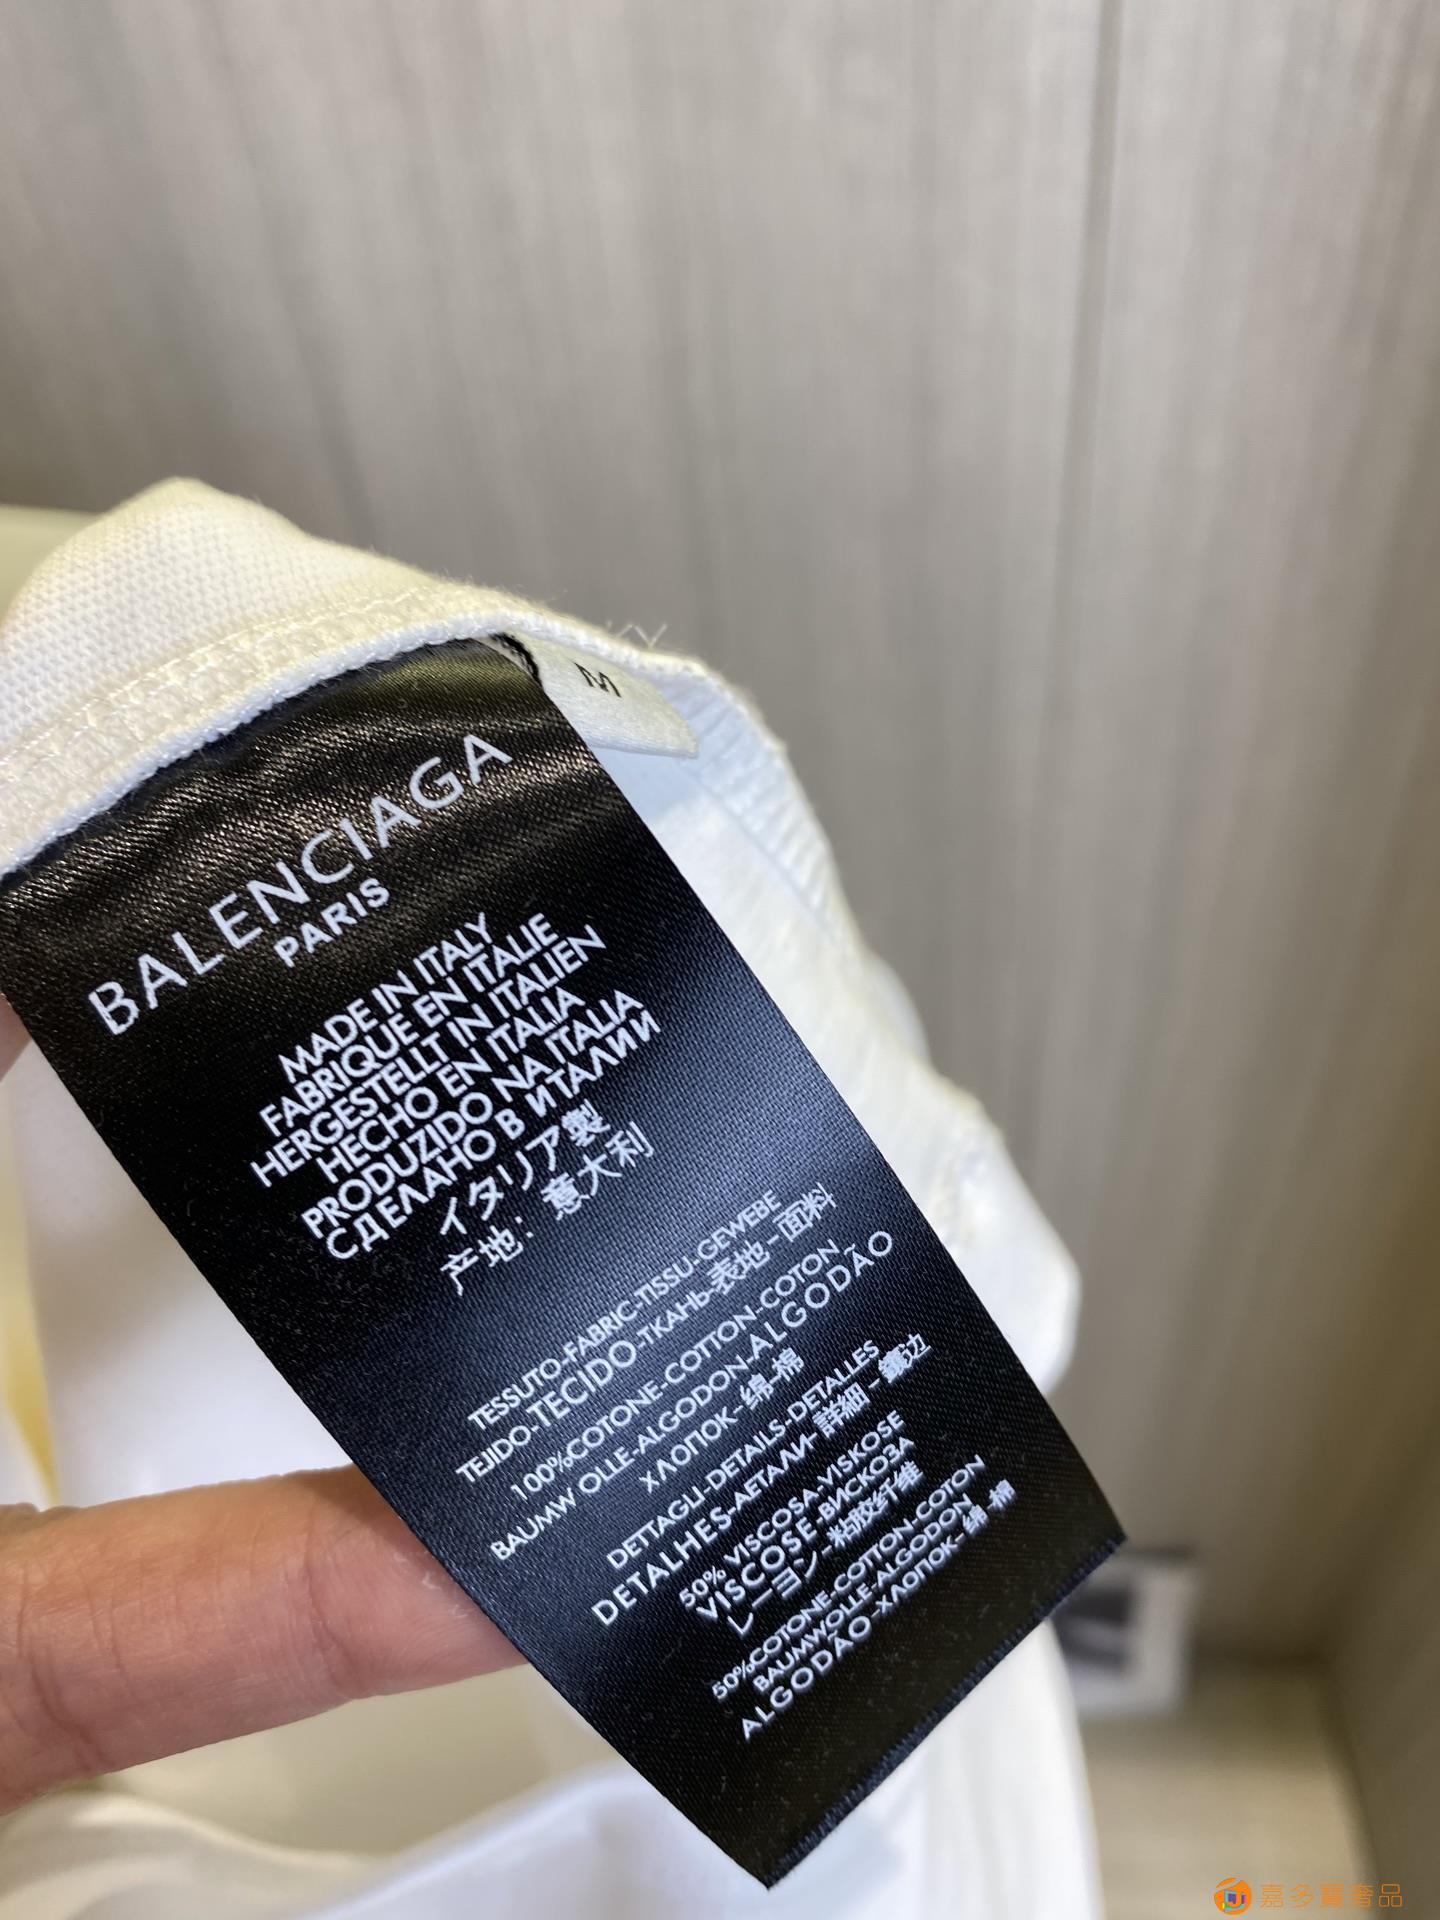 M
BALENCIAGA
PARIS
MADE IN ITALY
FABRIQUE EN ITALIE
HERGESTELLT IN ITALIEN
HECHO EN ITALIA
PRODUZIDO NA ITALIA
СДЕЛАНО В ИТАЛИИ
イタリア製
产地：意大利
TESSUTO-FABRIC-TISSU-GEWEBE
TEJIDO-TECIDO-ТКАНЬ-表地-面料
100%COTONE-COTTON-COTON
BAUMW OLLE-ALGODON-ALGODÃO
ХЛОПОК-绵-棉
DETTAGLI-DETAILS-DETALLES
DETALHES-ДЕТАЛИ-詳細-镶边
50% VISCOSA-VISKOSE
VISCOSE-ВИСКОЗА
レーヨン-粘胶纤维
50%COTONE-COTTON-COTON
BAUMWOLLE-ALGODON
ALGODÃO-ХЛОПОК-绵-棉
嘉多寶奢品